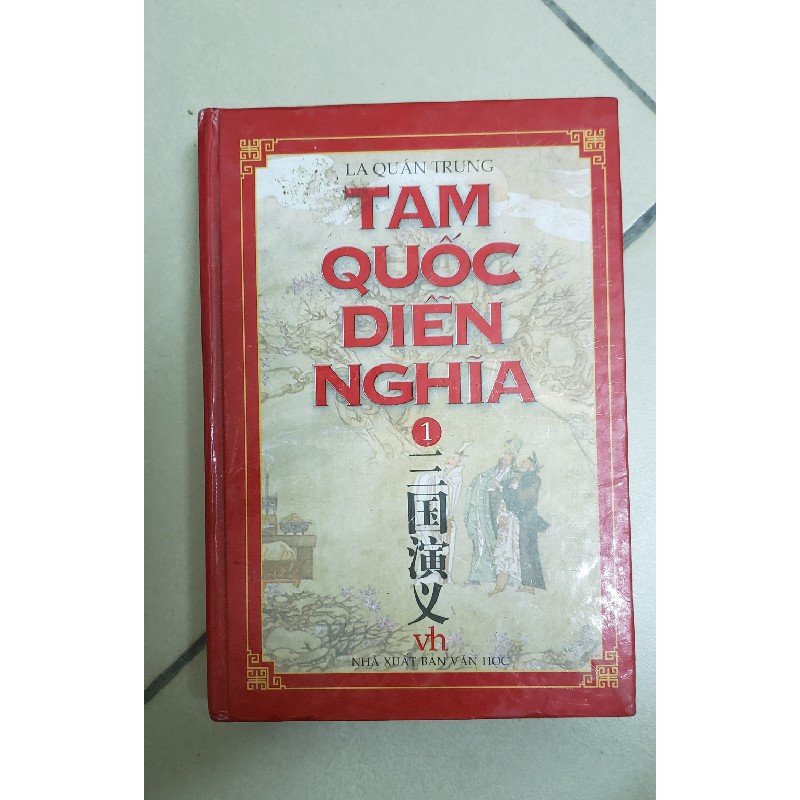 LA QUÁN TRUNG
TAM
QUỐC
DIỄN
NGHĨA
1
三国演义
vh
NHÀ XUẤT BẢN VĂN HỌC